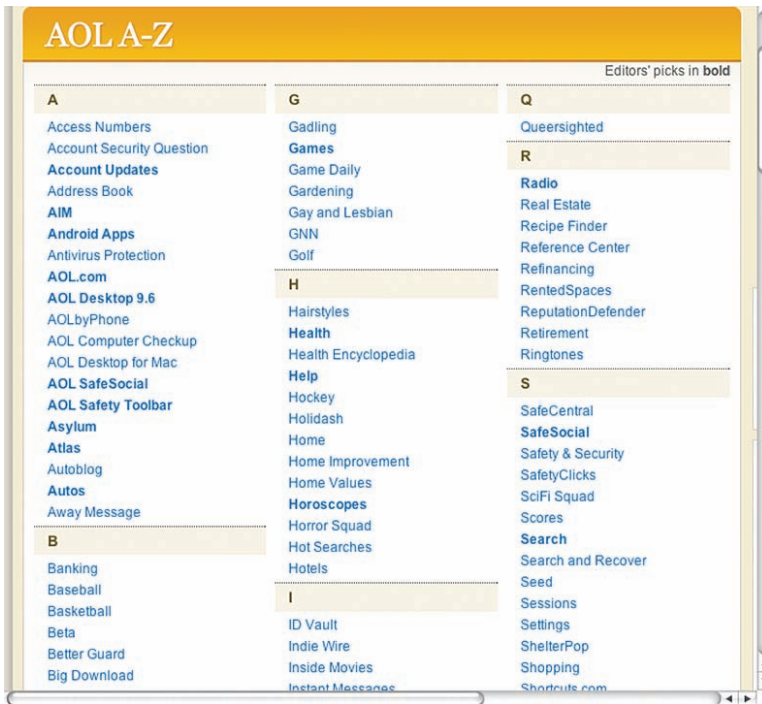 AOL A-Z
Editors' picks in bold
A
Access Numbers
Account Security Question
Account Updates
Address Book
AIM
Android Apps
Antivirus Protection
AOL.com
AOL Desktop 9.6
AOLbyPhone
AOL Computer Checkup
AOL Desktop for Mac
AOL SafeSocial
AOL Safety Toolbar
Asylum
Atlas
Autoblog
Autos
Away Message
B
Banking
Baseball
Basketball
Beta
Better Guard
Big Download
G
Gadling
Games
Game Daily
Gardening
Gay and Lesbian
GNN
Golf
H
Hairstyles
Health
Health Encyclopedia
Help
Hockey
Holidash
Home
Home Improvement
Home Values
Horoscopes
Horror Squad
Hot Searches
Hotels
I
ID Vault
Indie Wire
Inside Movies
Instant Messages
Q
Queersighted
R
Radio
Real Estate
Recipe Finder
Reference Center
Refinancing
RentedSpaces
ReputationDefender
Retirement
Ringtones
S
SafeCentral
SafeSocial
Safety & Security
SafetyClicks
SciFi Squad
Scores
Search
Search and Recover
Seed
Sessions
Settings
ShelterPop
Shopping
Shortcuts.com